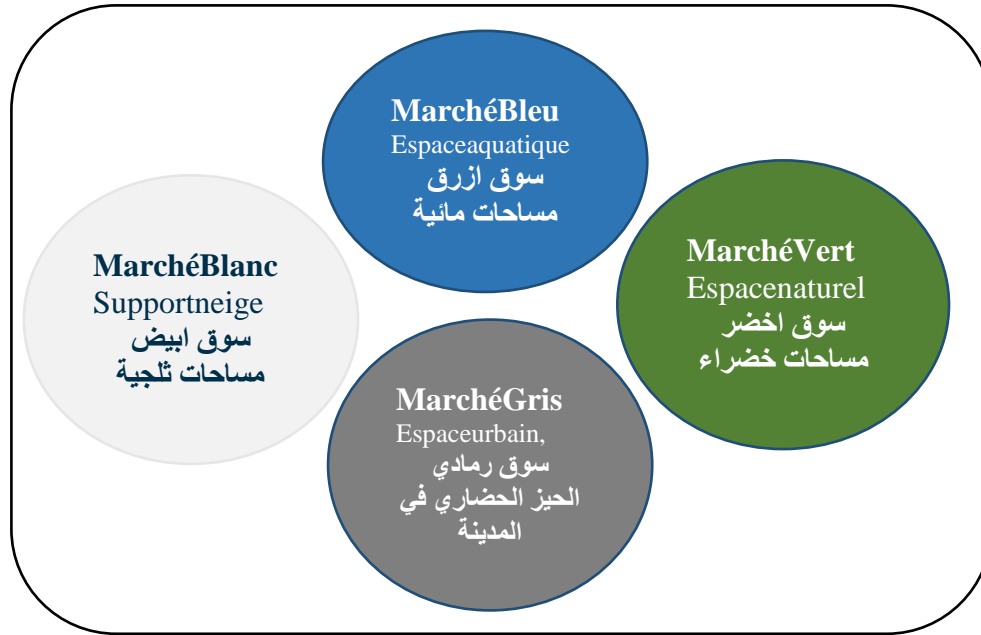 MarchéBleu
Espaceaquatique
سوق ازرق
مساحات مائية
MarchéBlanc
Supportneige
سوق ابيض
مساحات ثلجية
MarchéVert
Espacenaturel
سوق اخضر
مساحات خضراء
MarchéGris
Espaceurbain,
سوق رمادي
الحيز الحضاري في
المدينة